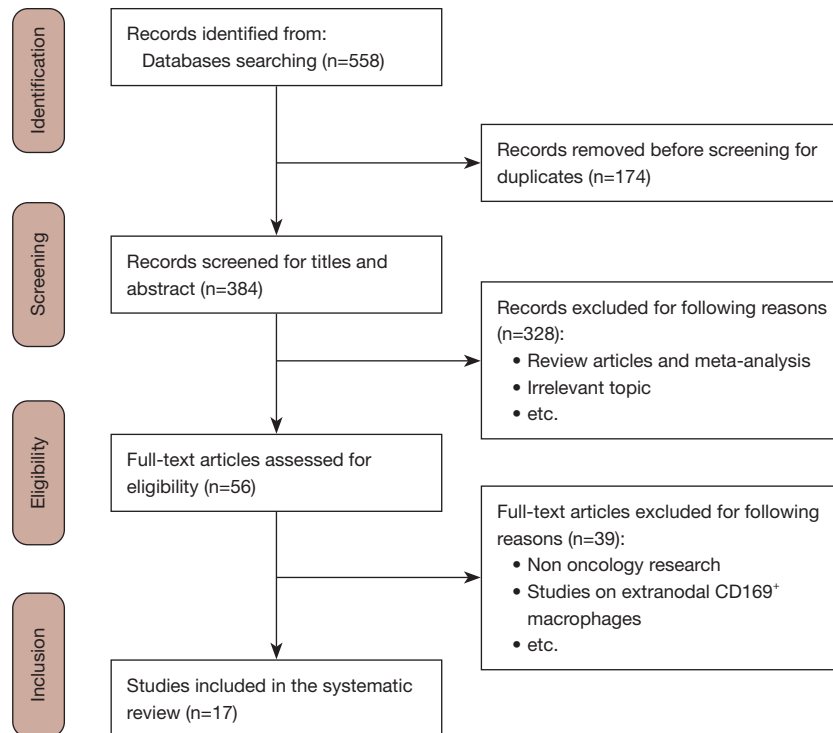 Identification
Records identified from:
Databases searching (n=558)
Records removed before screening for
duplicates (n=174)
Screening
Records screened for titles and
abstract (n=384)
Records excluded for following reasons
(n=328):
• Review articles and meta-analysis
• Irrelevant topic
• etc.
Eligibility
Full-text articles assessed for
eligibility (n=56)
Full-text articles excluded for following
reasons (n=39):
• Non oncology research
• Studies on extranodal CD169⁺
macrophages
• etc.
Inclusion
Studies included in the systematic
review (n=17)